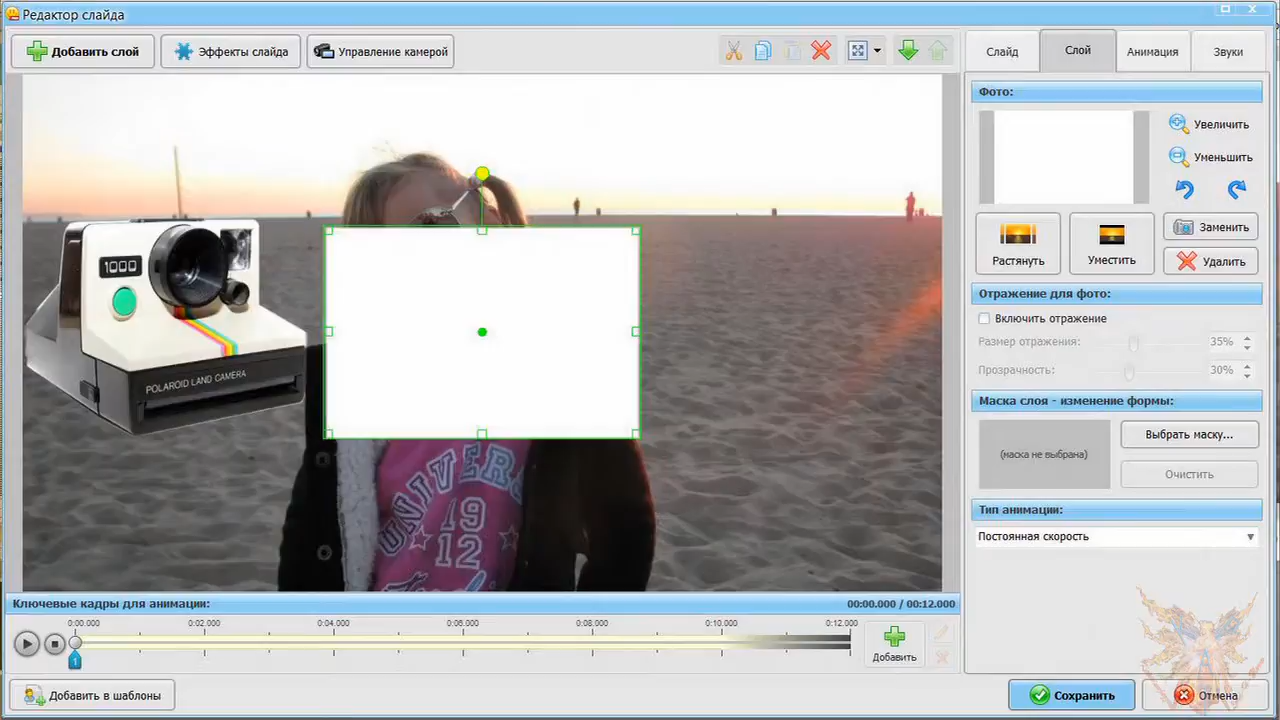 Редактор слайда
Добавить слой
Эффекты слайда
Управление камерой
Слайд
Слой
Анимация
Звуки
Фото:
Увеличить
Уменьшить
Растянуть
Уместить
Заменить
Удалить
Отражение для фото:
Включить отражение
Размер отражения:
35%
Прозрачность:
30%
Маска слоя - изменение формы:
(маска не выбрана)
Выбрать маску...
Очистить
Тип анимации:
Постоянная скорость
1000
POLAROID LAND CAMERA
UNIVERS
19
12
Ключевые кадры для анимации:
00:00.000 / 00:12.000
0:00.000
0:02.000
0:04.000
0:06.000
0:08.000
0:10.000
0:12.000
1
Добавить
Добавить в шаблоны
Сохранить
Отмена